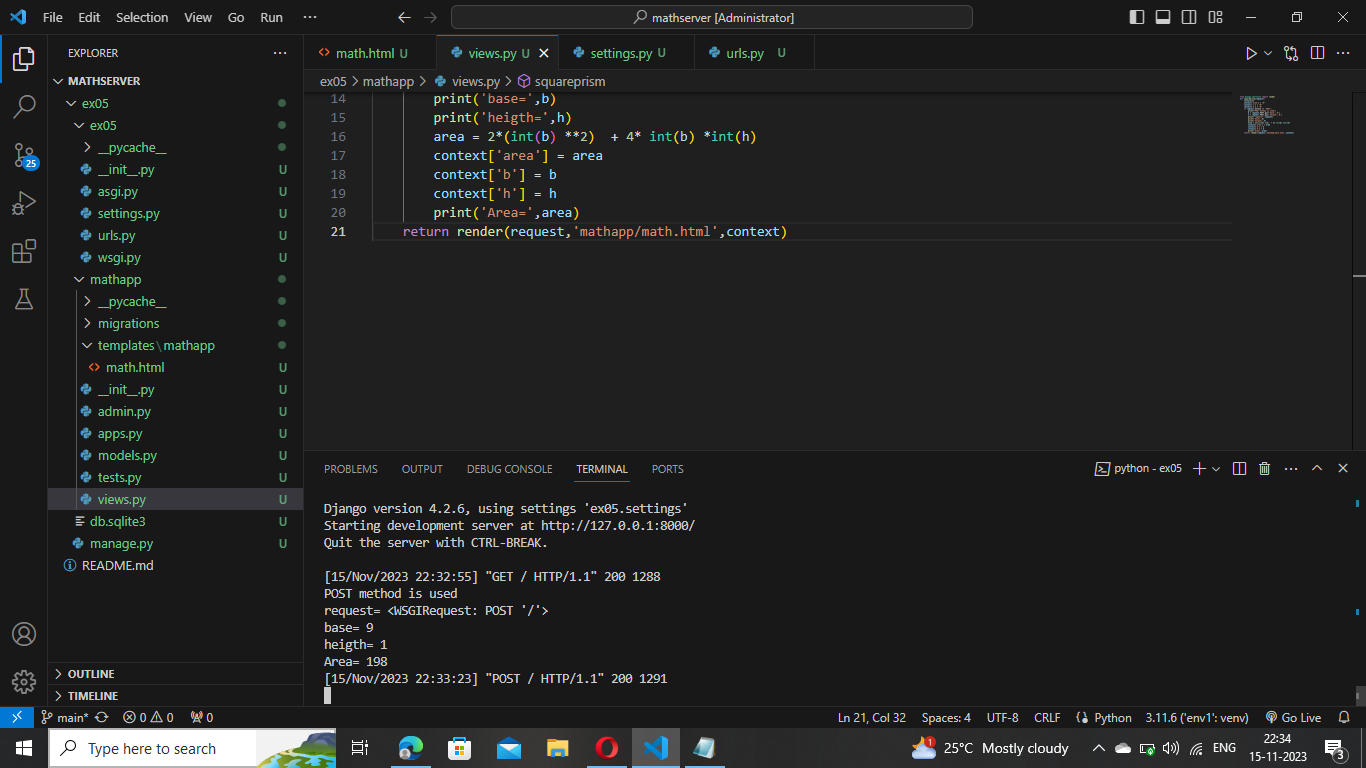 File Edit Selection View Go Run ···
mathserver [Administrator]
EXPLORER
MATHSERVER
ex05
ex05
__pycache__
__init__.py U
asgi.py U
settings.py U
urls.py U
wsgi.py U
mathapp
__pycache__
migrations
templates\mathapp
math.html U
__init__.py U
admin.py U
apps.py U
models.py U
tests.py U
views.py U
db.sqlite3 U
manage.py U
README.md
OUTLINE
TIMELINE
25
math.html U views.py U settings.py U urls.py U
ex05 > mathapp > views.py > squareprism
14 print('base=',b)
15 print('heigth=',h)
16 area = 2*(int(b) **2)  + 4* int(b) *int(h)
17 context['area'] = area
18 context['b'] = b
19 context['h'] = h
20 print('Area=',area)
21 return render(request,'mathapp/math.html',context)
PROBLEMS OUTPUT DEBUG CONSOLE TERMINAL PORTS
python - ex05
Django version 4.2.6, using settings 'ex05.settings'
Starting development server at http://127.0.0.1:8000/
Quit the server with CTRL-BREAK.
[15/Nov/2023 22:32:55] "GET / HTTP/1.1" 200 1288
POST method is used
request= <WSGIRequest: POST '/'>
base= 9
heigth= 1
Area= 198
[15/Nov/2023 22:33:23] "POST / HTTP/1.1" 200 1291
main* 0 0 0
Ln 21, Col 32 Spaces: 4 UTF-8 CRLF Python 3.11.6 ('env1': venv) Go Live
Type here to search
1 25°C Mostly cloudy ENG
22:34
15-11-2023
3